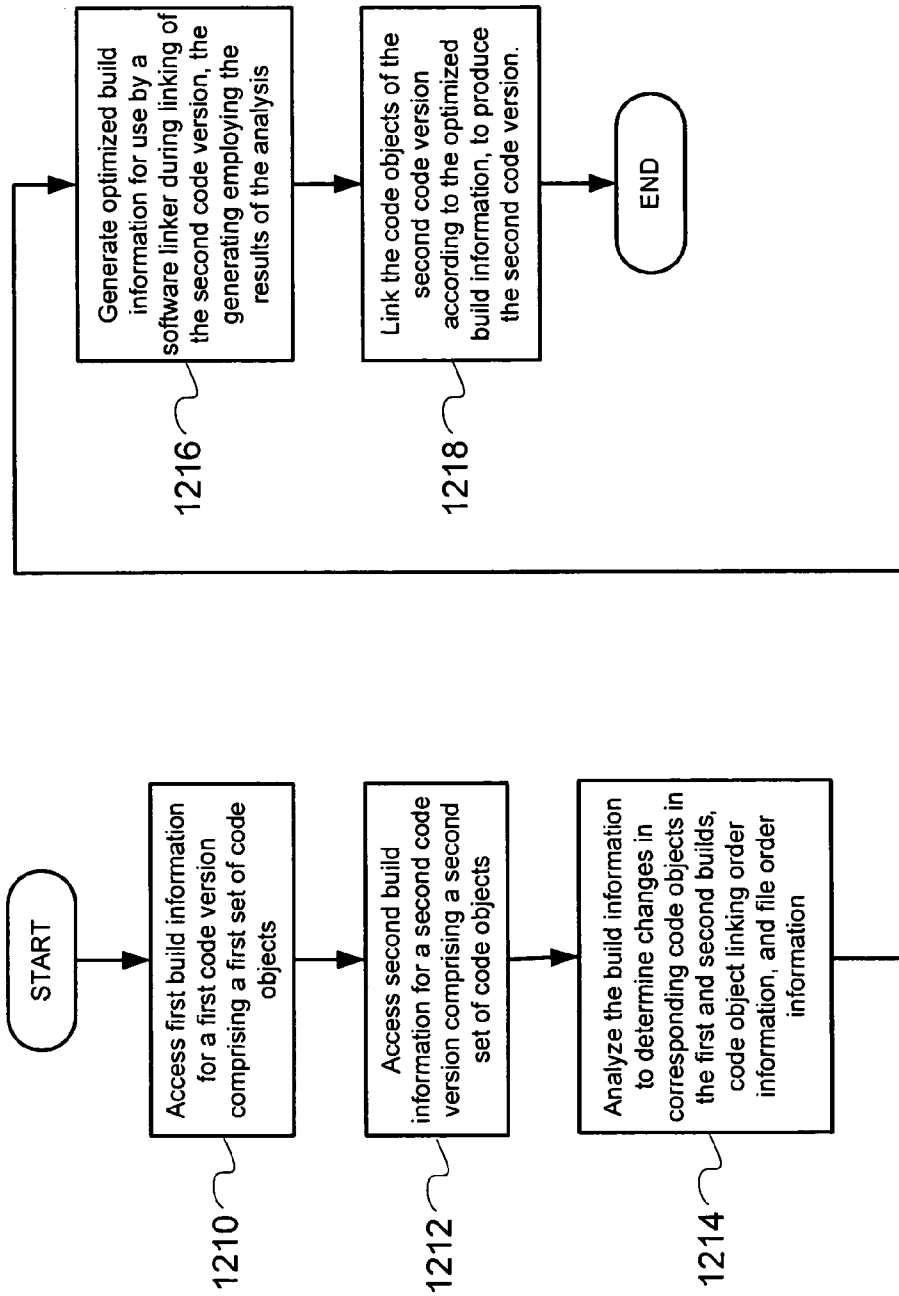 START
1210
Access first build information
for a first code version
comprising a first set of code
objects
1212
Access second build
information for a second code
version comprising a second
set of code objects
1214
Analyze the build information
to determine changes in
corresponding code objects in
the first and second builds,
code object linking order
information, and file order
information
1216
Generate optimized build
information for use by a
software linker during linking of
the second code version, the
generating employing the
results of the analysis
1218
Link the code objects of the
second code version
according to the optimized
build information, to produce
the second code version.
END